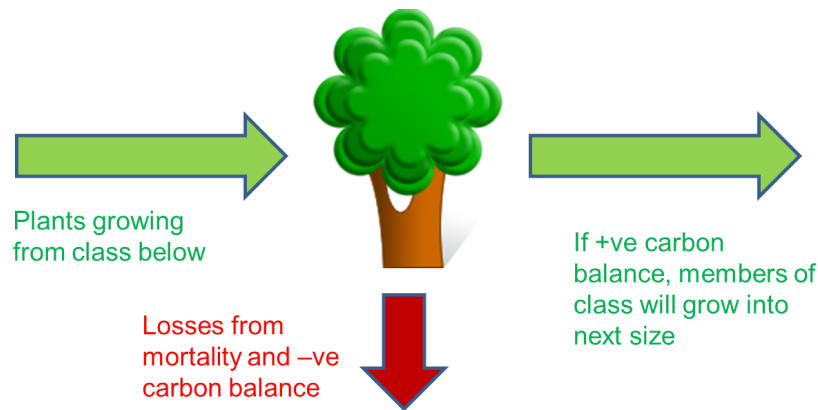 Plants growing
from class below
If +ve carbon
balance, members of
class will grow into
next size
Losses from
mortality and –ve
carbon balance